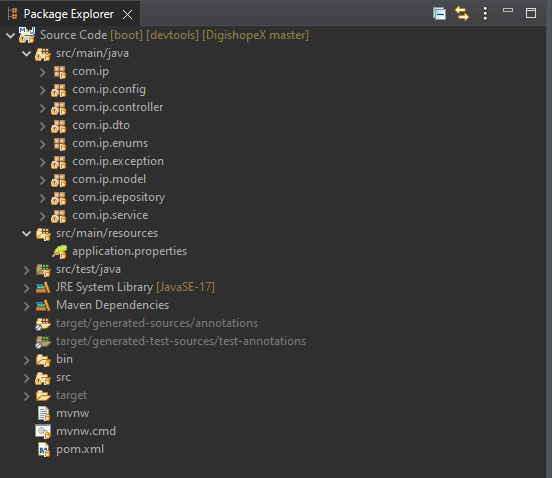 Package Explorer
Source Code [boot] [devtools] [DigishopeX master]
src/main/java
com.ip
com.ip.config
com.ip.controller
com.ip.dto
com.ip.enums
com.ip.exception
com.ip.model
com.ip.repository
com.ip.service
src/main/resources
application.properties
src/test/java
JRE System Library [JavaSE-17]
Maven Dependencies
target/generated-sources/annotations
target/generated-test-sources/test-annotations
bin
src
target
mvnw
mvnw.cmd
pom.xml